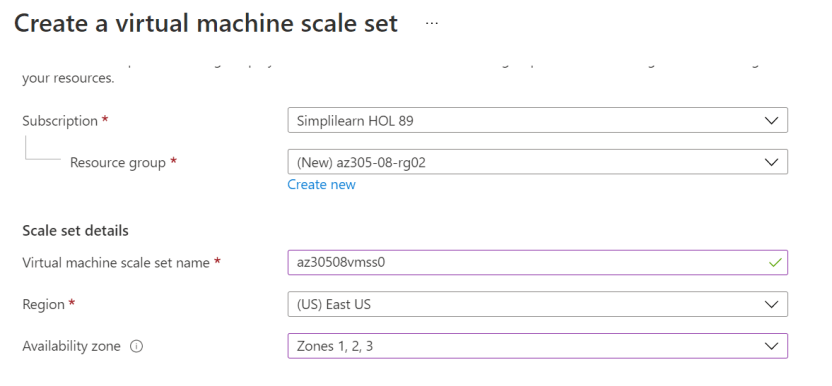 Create a virtual machine scale set ...
your resources.
Subscription *
Simplilearn HOL 89
Resource group *
(New) az305-08-rg02
Create new
Scale set details
Virtual machine scale set name *
az30508vmss0
Region *
(US) East US
Availability zone
Zones 1, 2, 3